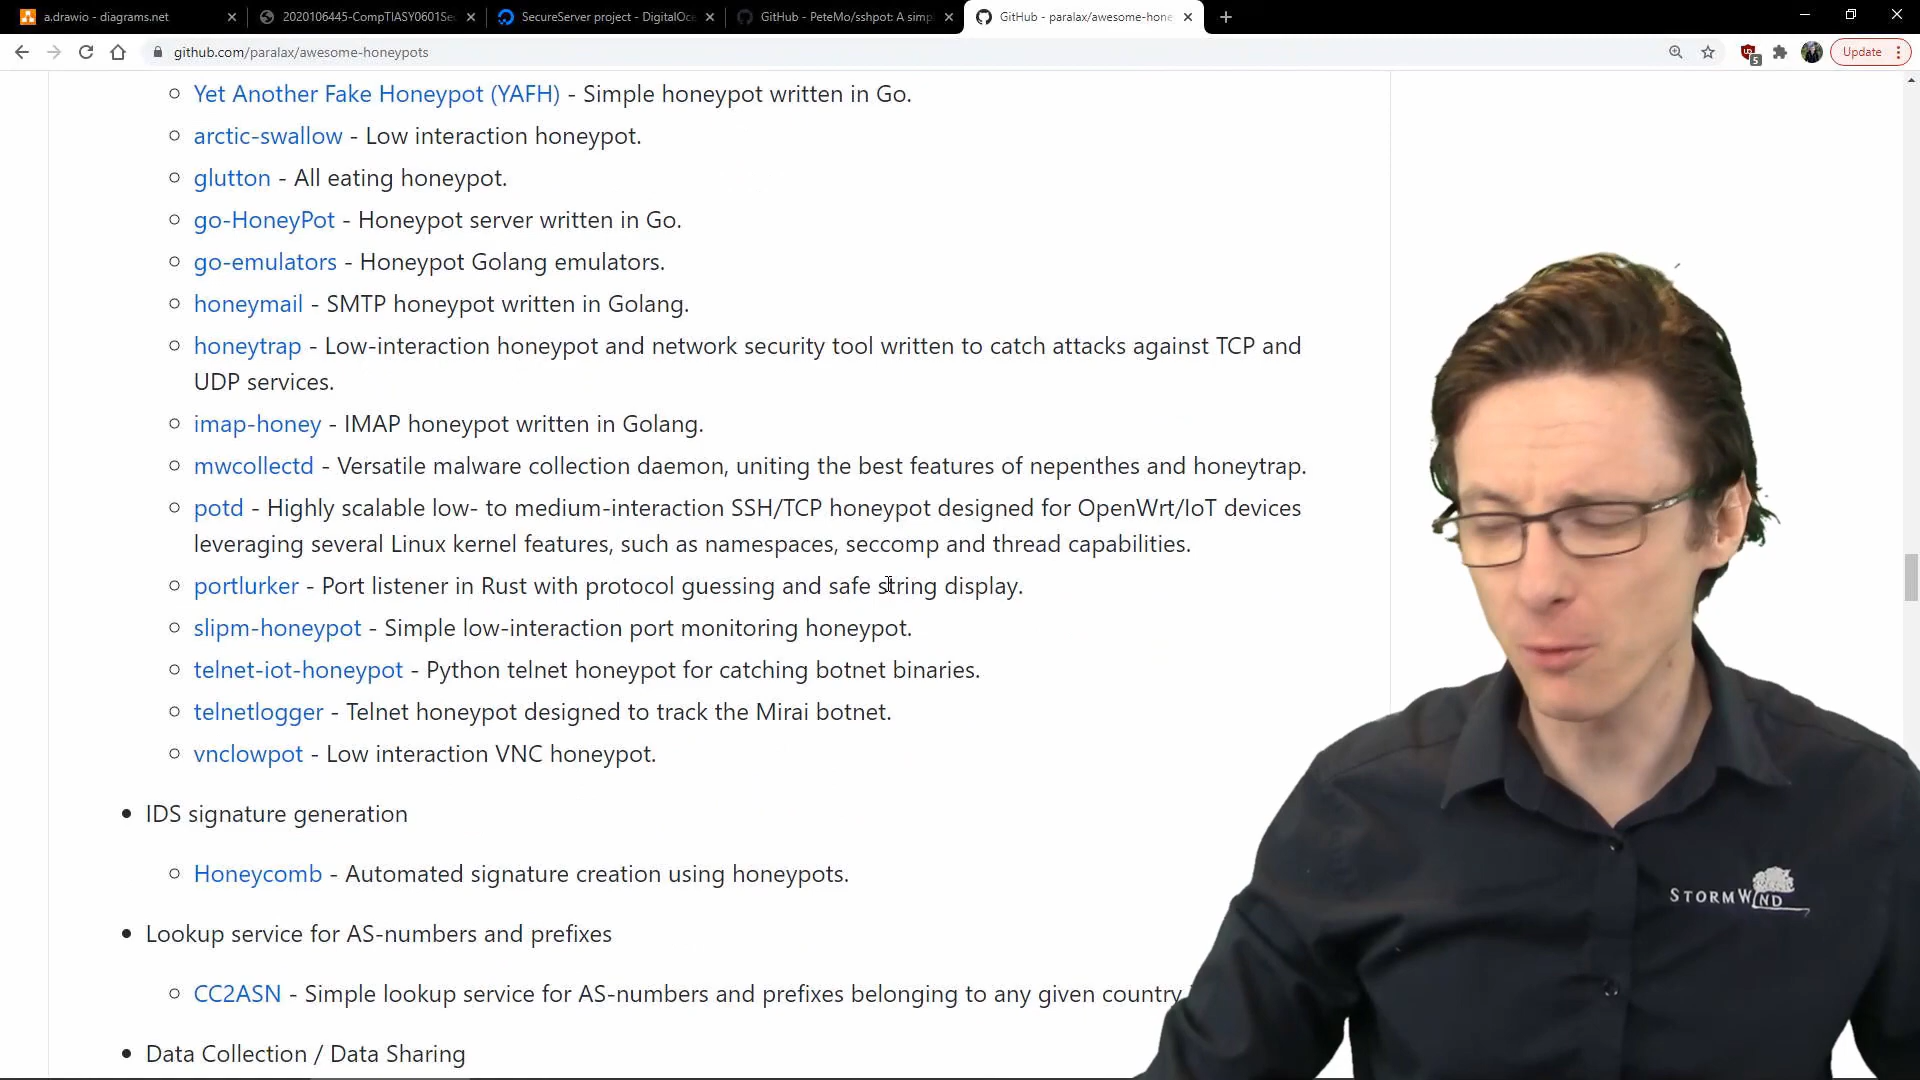 a.drawio - diagrams.net
2020106445-CompTIASY0601Sec
SecureServer project - DigitalOce
GitHub - PeteMo/sshpot: A simpl
GitHub - paralax/awesome-hone
github.com/paralax/awesome-honeypots
5
Update
Yet Another Fake Honeypot (YAFH) - Simple honeypot written in Go.
arctic-swallow - Low interaction honeypot.
glutton - All eating honeypot.
go-HoneyPot - Honeypot server written in Go.
go-emulators - Honeypot Golang emulators.
honeymail - SMTP honeypot written in Golang.
honeytrap - Low-interaction honeypot and network security tool written to catch attacks against TCP and
UDP services.
imap-honey - IMAP honeypot written in Golang.
mwcollectd - Versatile malware collection daemon, uniting the best features of nepenthes and honeytrap.
potd - Highly scalable low- to medium-interaction SSH/TCP honeypot designed for OpenWrt/IoT devices
leveraging several Linux kernel features, such as namespaces, seccomp and thread capabilities.
portlurker - Port listener in Rust with protocol guessing and safe string display.
slipm-honeypot - Simple low-interaction port monitoring honeypot.
telnet-iot-honeypot - Python telnet honeypot for catching botnet binaries.
telnetlogger - Telnet honeypot designed to track the Mirai botnet.
vnclowpot - Low interaction VNC honeypot.
IDS signature generation
Honeycomb - Automated signature creation using honeypots.
Lookup service for AS-numbers and prefixes
CC2ASN - Simple lookup service for AS-numbers and prefixes belonging to any given country
Data Collection / Data Sharing
STORMWIND